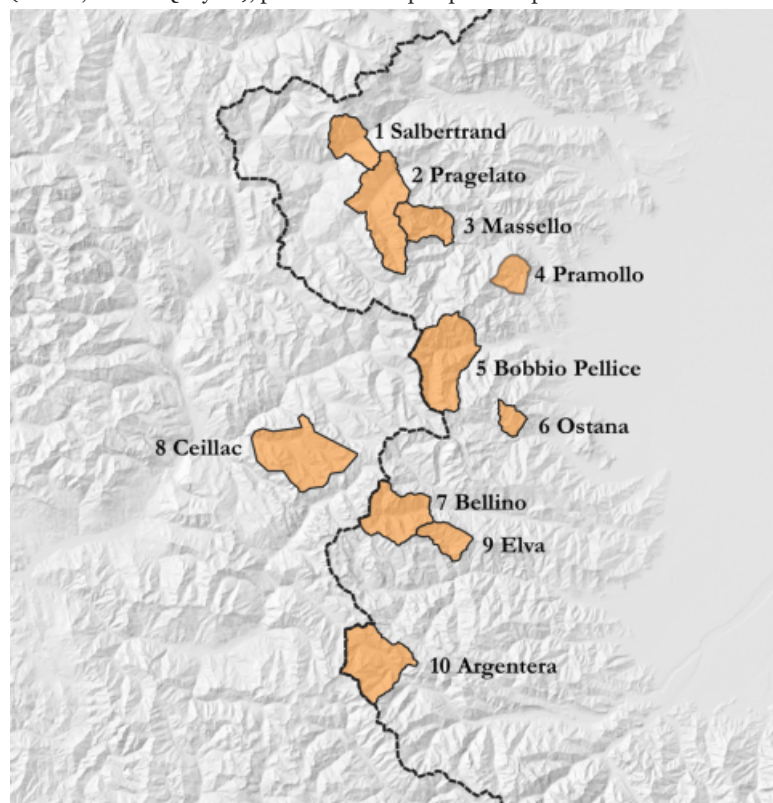 1 Salbertrand
2 Pragelato
3 Massello
4 Pramollo
5 Bobbio Pellice
6 Ostana
8 Ceillac
7 Bellino
9 Elva
10 Argentera